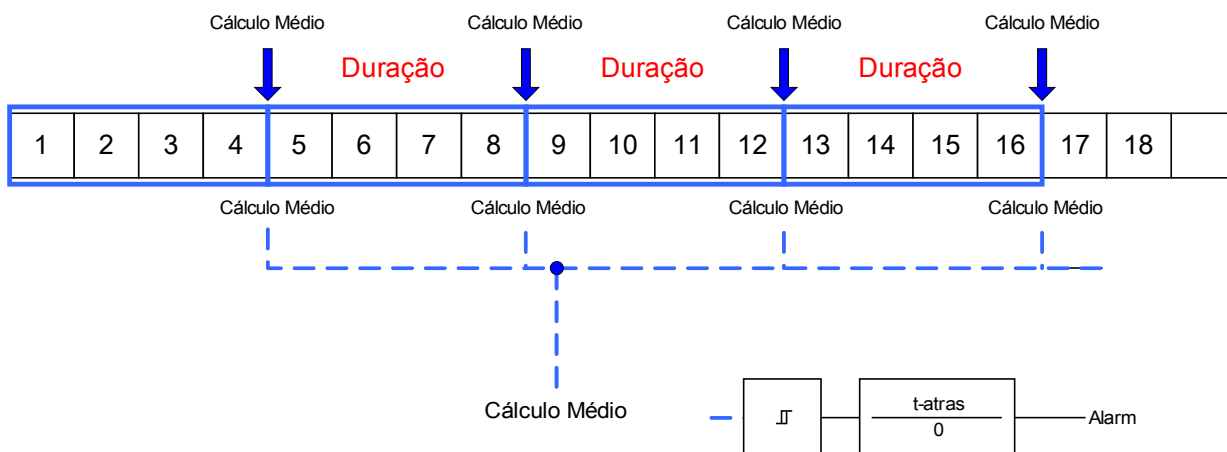 Cálculo Médio Cálculo Médio Cálculo Médio Cálculo Médio
Duração Duração Duração
1 2 3 4 5 6 7 8 9 10 11 12 13 14 15 16 17 18
Cálculo Médio Cálculo Médio Cálculo Médio Cálculo Médio
Cálculo Médio
t-atras
0
Alarm